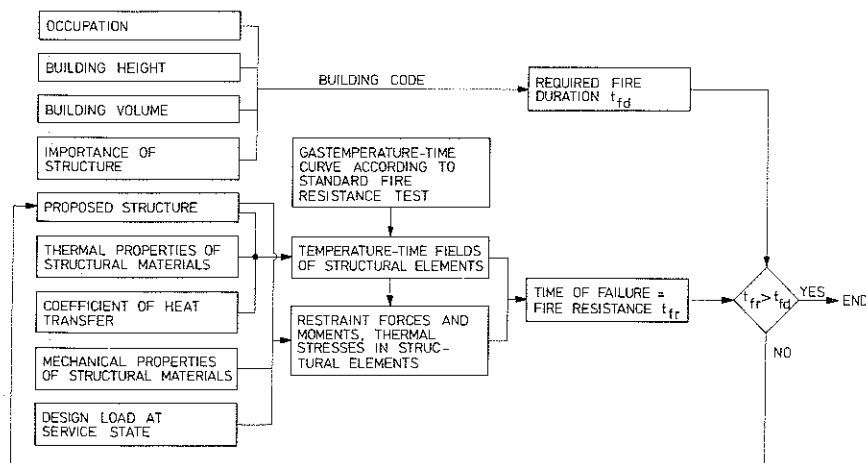 OCCUPATION
BUILDING HEIGHT
BUILDING VOLUME
IMPORTANCE OF
STRUCTURE
BUILDING CODE
REQUIRED FIRE
DURATION t_fd
GASTEMPERATURE-TIME
CURVE ACCORDING TO
STANDARD FIRE
RESISTANCE TEST
PROPOSED STRUCTURE
THERMAL PROPERTIES OF
STRUCTURAL MATERIALS
COEFFICIENT OF HEAT
TRANSFER
MECHANICAL PROPERTIES
OF STRUCTURAL MATERIALS
DESIGN LOAD AT
SERVICE STATE
TEMPERATURE-TIME FIELDS
OF STRUCTURAL ELEMENTS
RESTRAINT FORCES AND
MOMENTS, THERMAL
STRESSES IN STRUC-
TURAL ELEMENTS
TIME OF FAILURE =
FIRE RESISTANCE t_fr
t_fr > t_fd
YES
END
NO